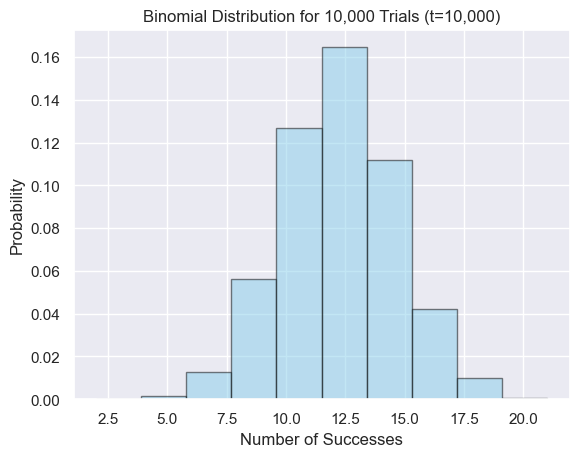 Binomial Distribution for 10,000 Trials (t=10,000)
Probability
0.16
0.14
0.12
0.10
0.08
0.06
0.04
0.02
0.00
2.5 5.0 7.5 10.0 12.5 15.0 17.5 20.0
Number of Successes